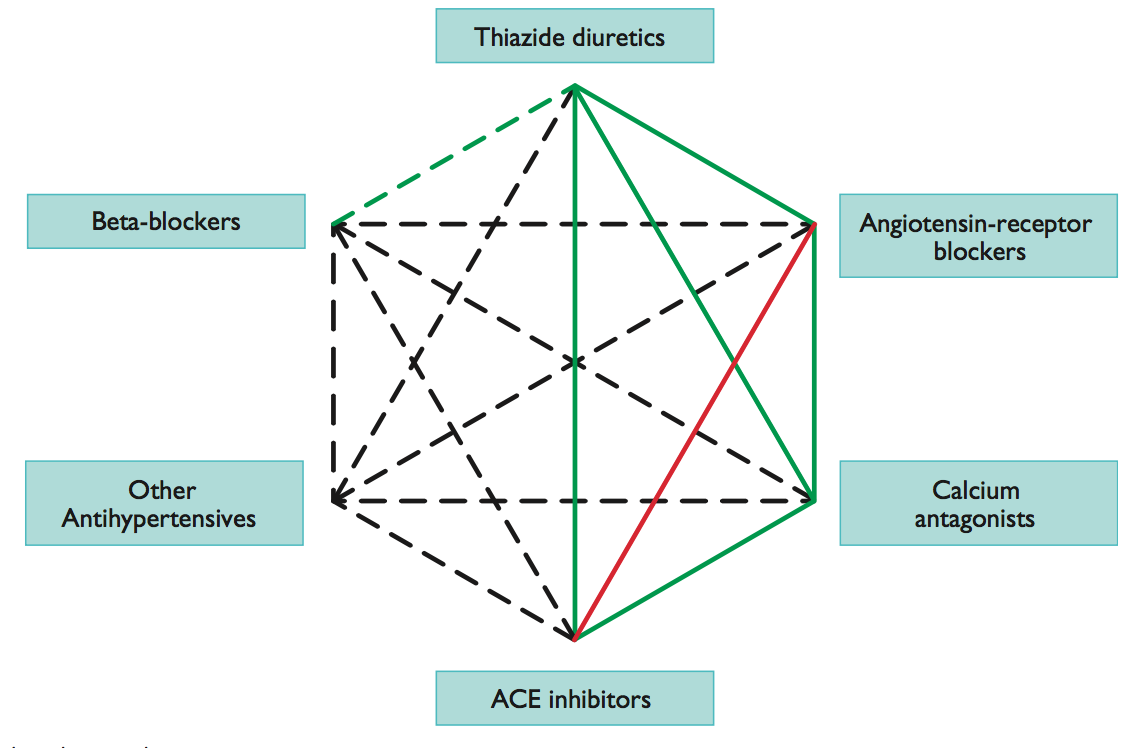 Thiazide diuretics
Beta-blockers
Angiotensin-receptor
blockers
Other
Antihypertensives
Calcium
antagonists
ACE inhibitors